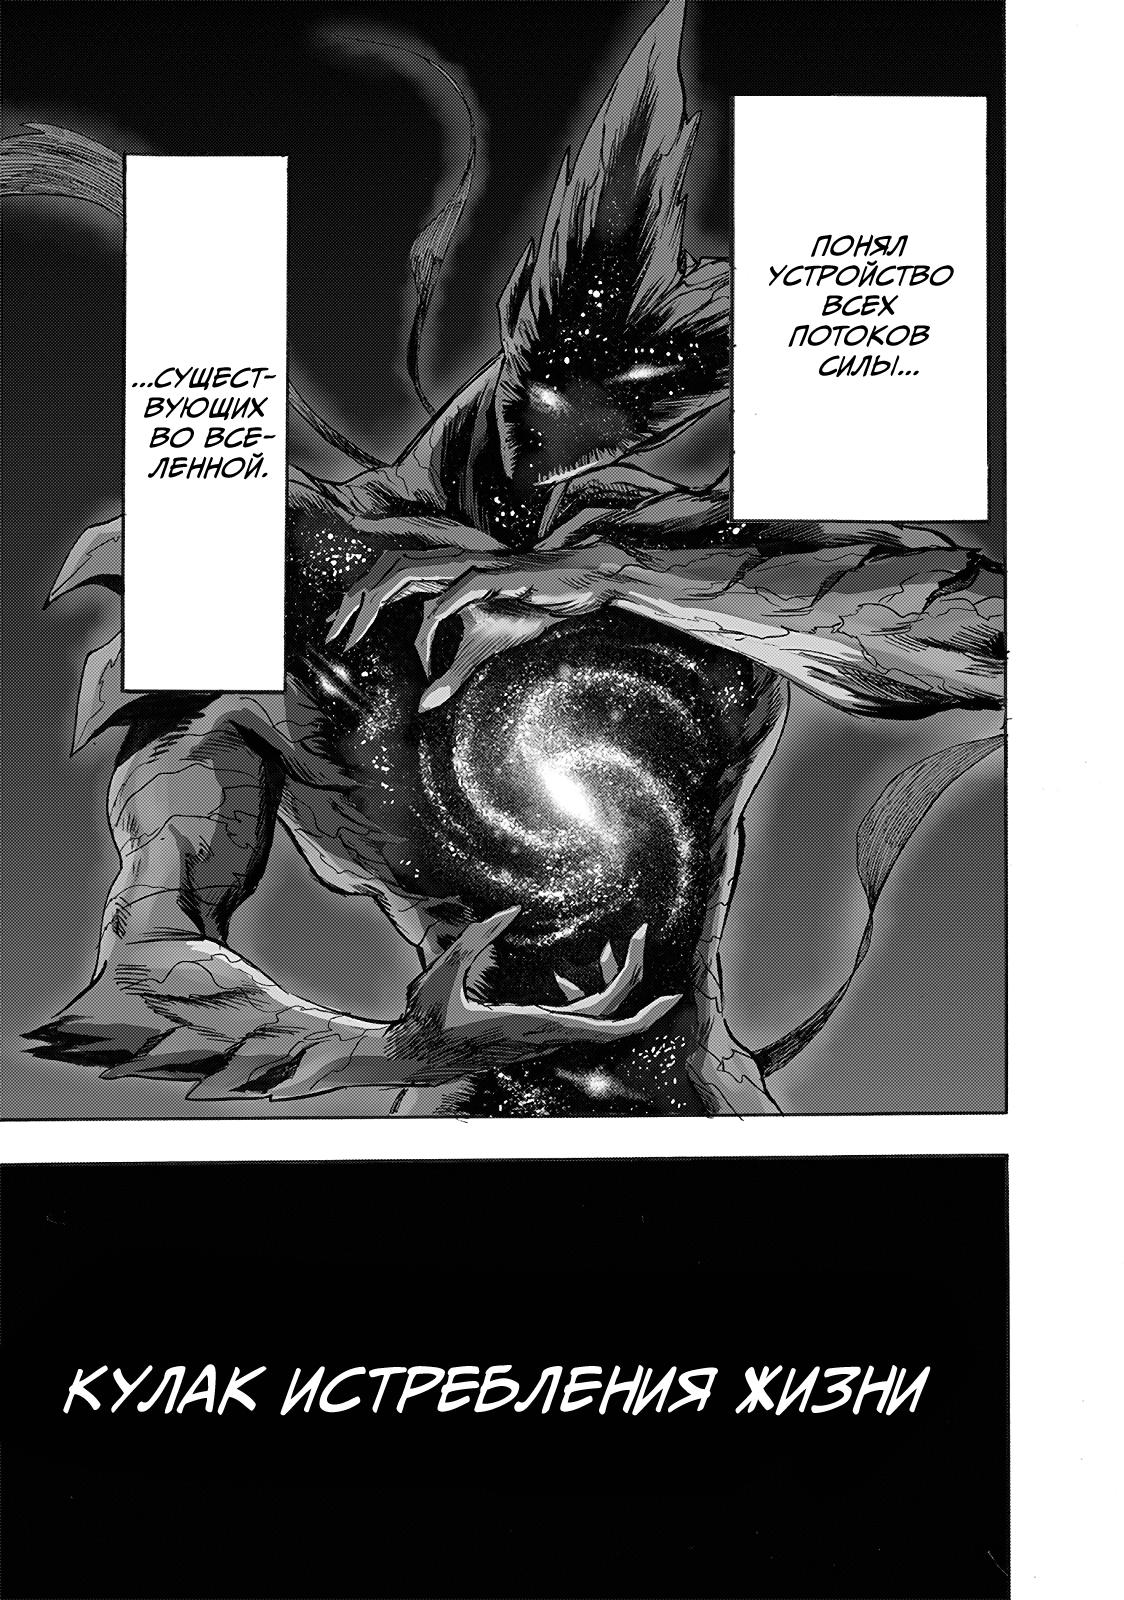 ПОНЯЛ
УСТРОЙСТВО
ВСЕХ
ПОТОКОВ
СИЛЫ...
...СУЩЕСТ-
ВУЮЩИХ
ВО ВСЕ-
ЛЕННОЙ.
КУЛАК ИСТРЕБЛЕНИЯ ЖИЗНИ